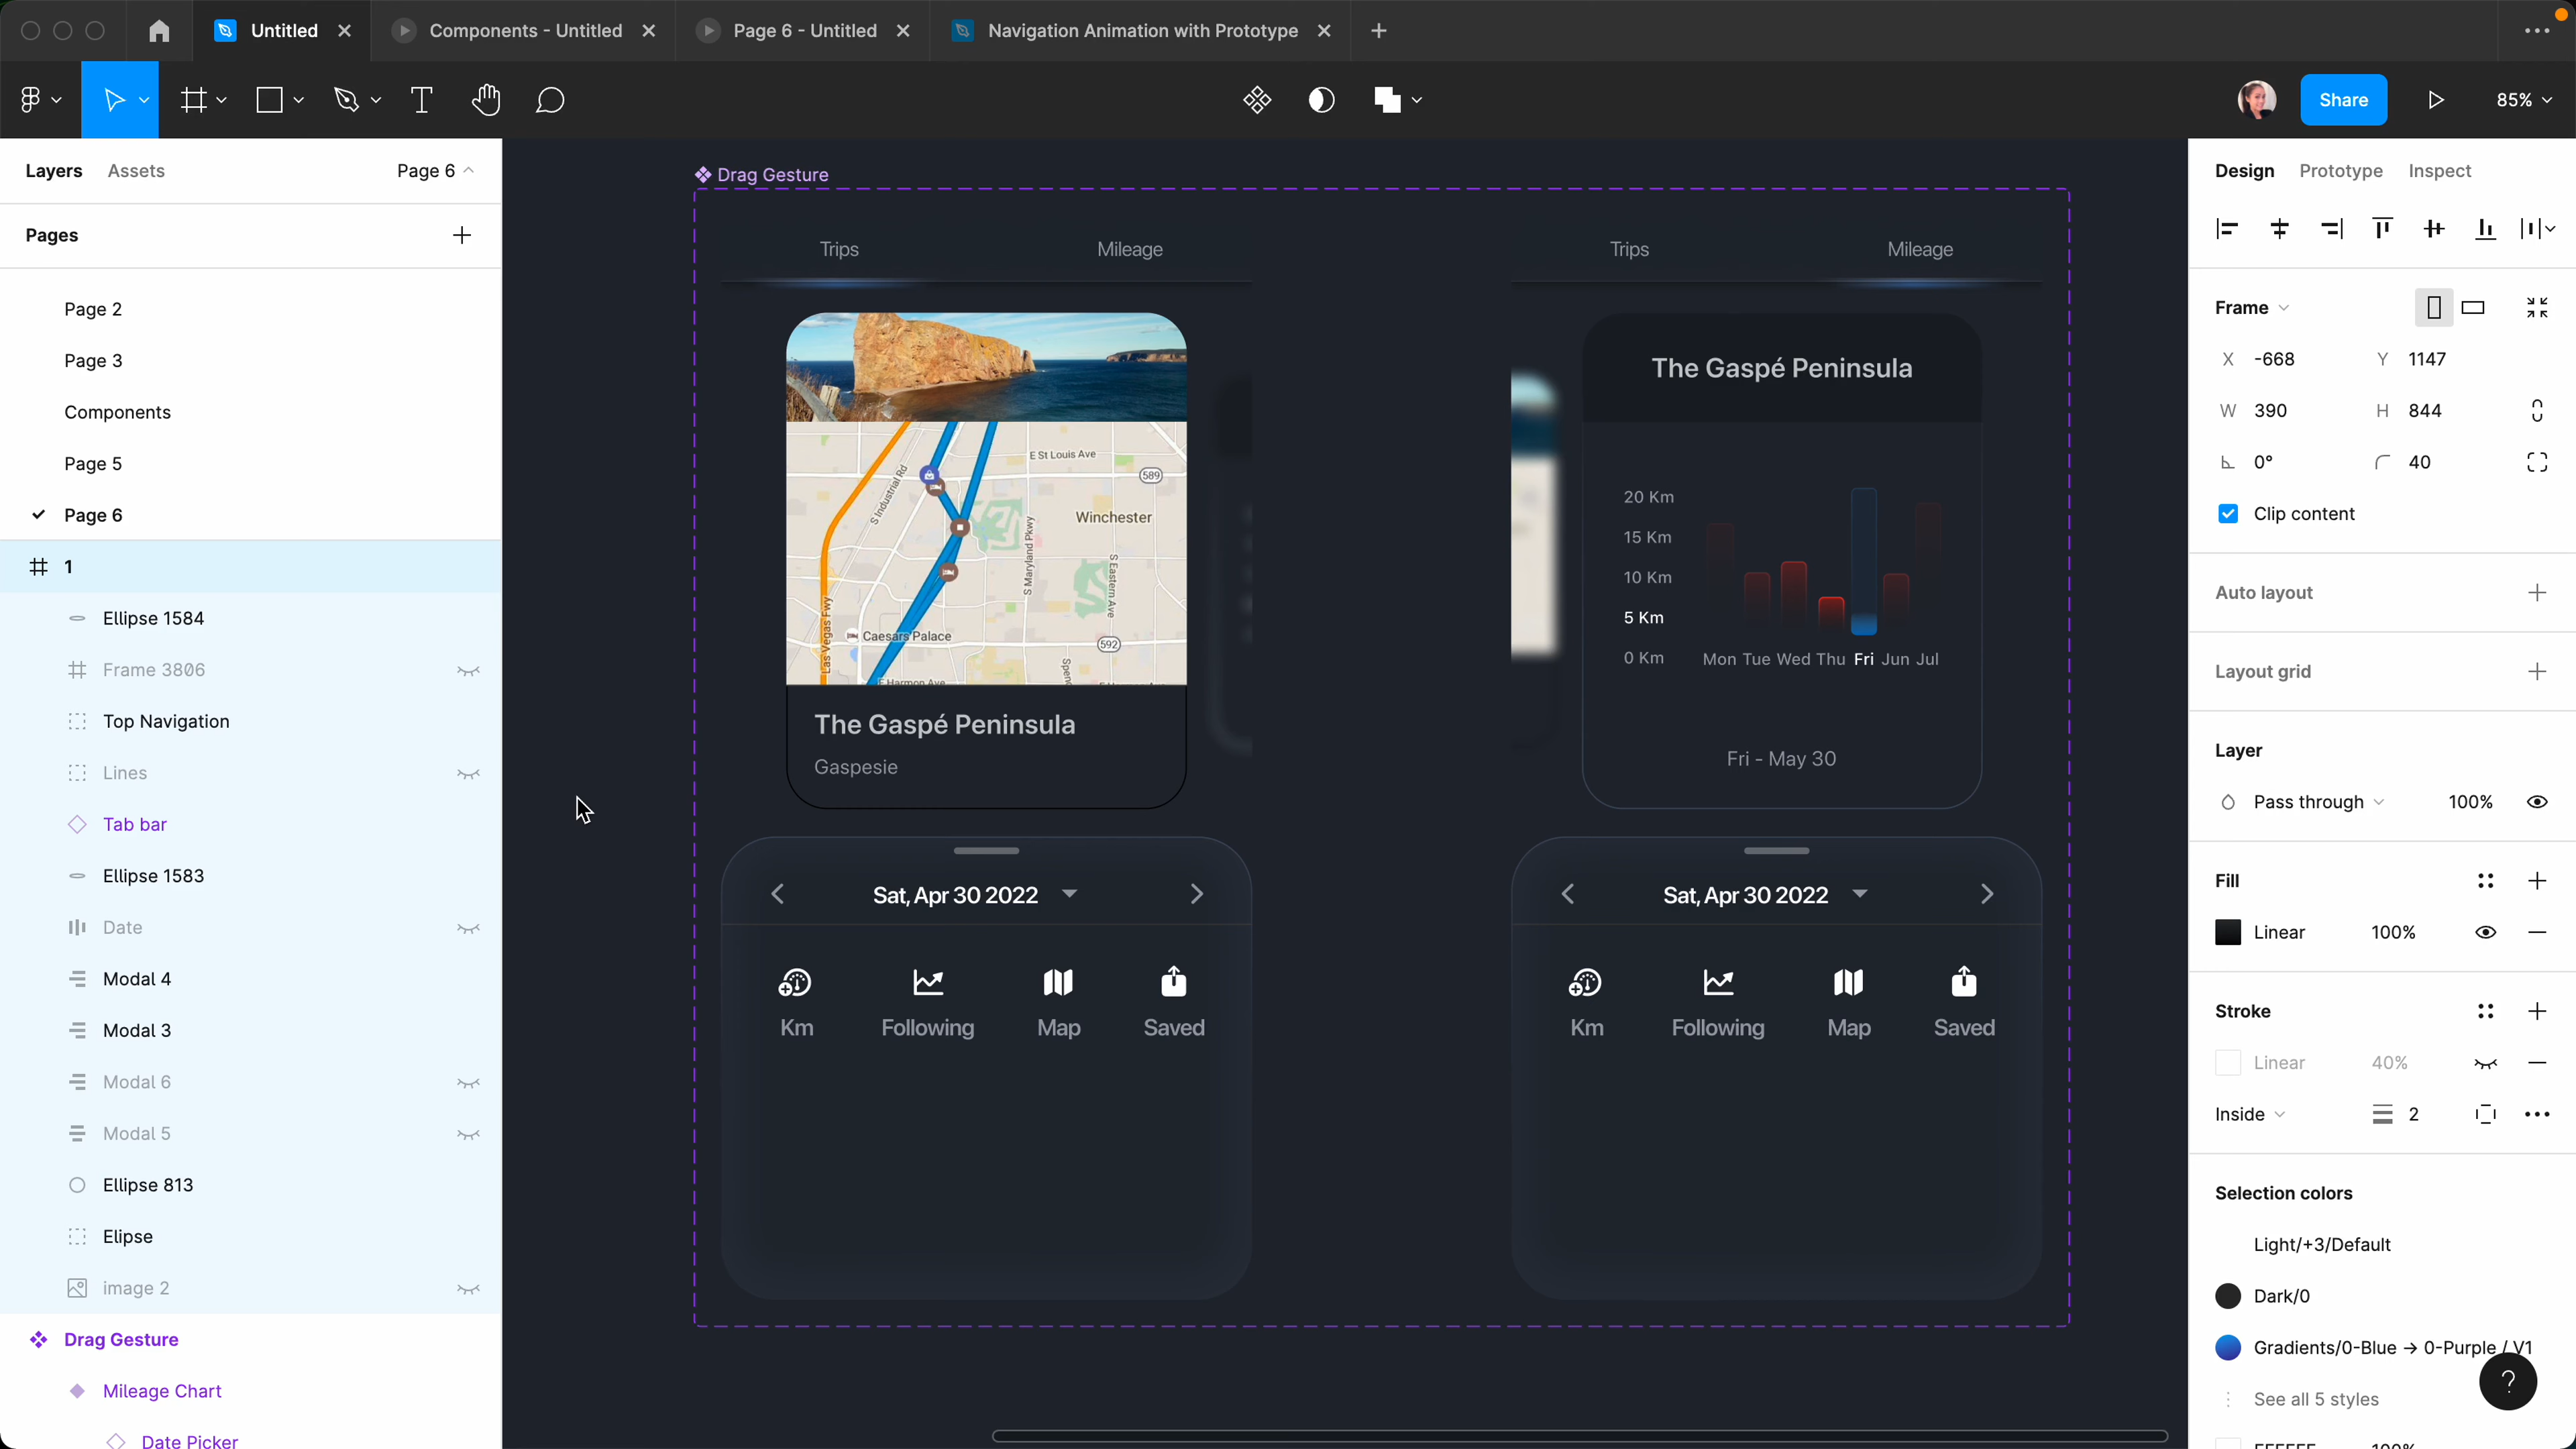 Untitled
Components - Untitled
Page 6 - Untitled
Navigation Animation with Prototype
Share
85%
Layers
Assets
Page 6
Pages
Page 2
Page 3
Components
Page 5
Page 6
1
Ellipse 1584
Frame 3806
Top Navigation
Lines
Tab bar
Ellipse 1583
Date
Modal 4
Modal 3
Modal 6
Modal 5
Ellipse 813
Elipse
image 2
Drag Gesture
Mileage Chart
Date Picker
Drag Gesture
Trips
Mileage
E St Louis Ave
589
S Industrial Rd
Winchester
S Maryland Pkwy
S Eastern Ave
Las Vegas Fwy
Caesars Palace
592
E Harmon Ave
The Gaspé Peninsula
Gaspesie
Sat, Apr 30 2022
Km
Following
Map
Saved
Trips
Mileage
The Gaspé Peninsula
20 Km
15 Km
10 Km
5 Km
0 Km
Mon Tue Wed Thu Fri Jun Jul
Fri - May 30
Sat, Apr 30 2022
Km
Following
Map
Saved
Design
Prototype
Inspect
Frame
X -668
Y 1147
W 390
H 844
0°
40
Clip content
Auto layout
Layout grid
Layer
Pass through
100%
Fill
Linear
100%
Stroke
Linear
40%
Inside
2
Selection colors
Light/+3/Default
Dark/0
Gradients/0-Blue → 0-Purple / V1
See all 5 styles
?